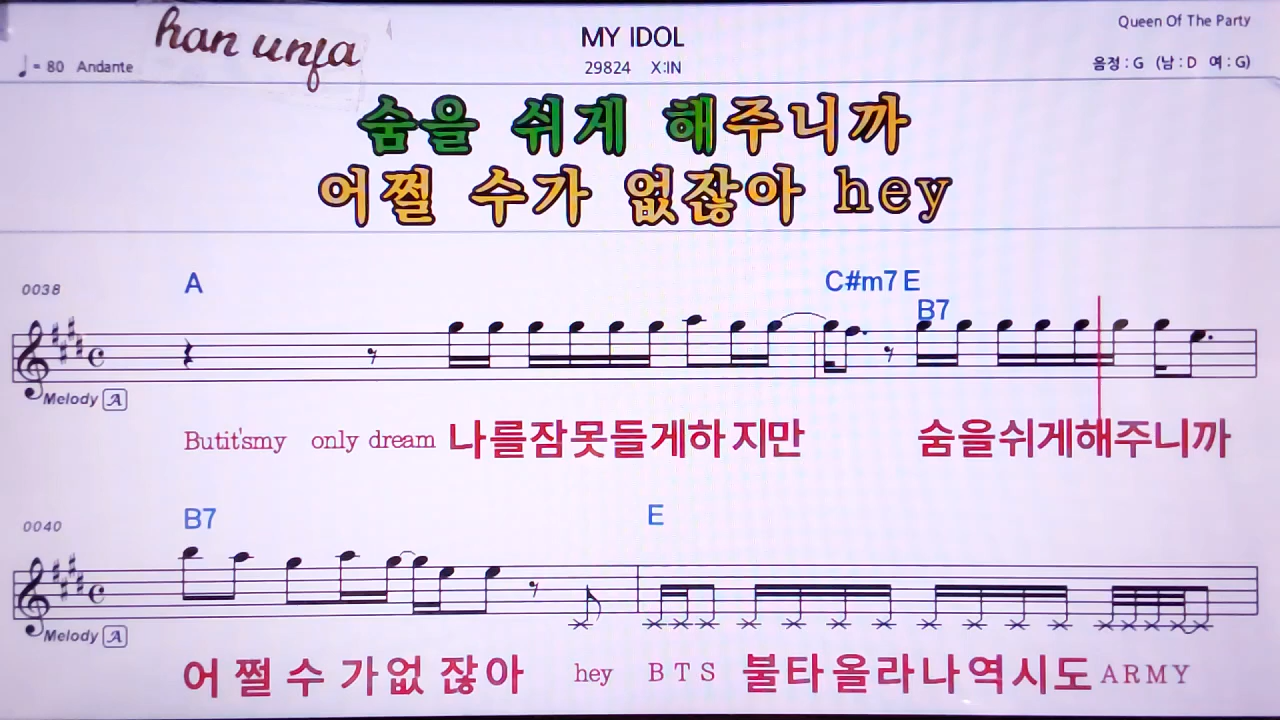 han unja
MY IDOL
Queen Of The Party
♩= 80 Andante
29824 X:IN
음정 : G (남 : D 여 : G)
숨을 쉬게 해주니까
어쩔 수가 없잖아 hey
0038
A
C#m7 E
B7
Melody A
Butit'smy only dream 나를잠못들게하지만 숨을쉬게해주니까
0040
B7
E
Melody A
어쩔수가없잖아 hey BTS 불타올라나역시도 ARMY